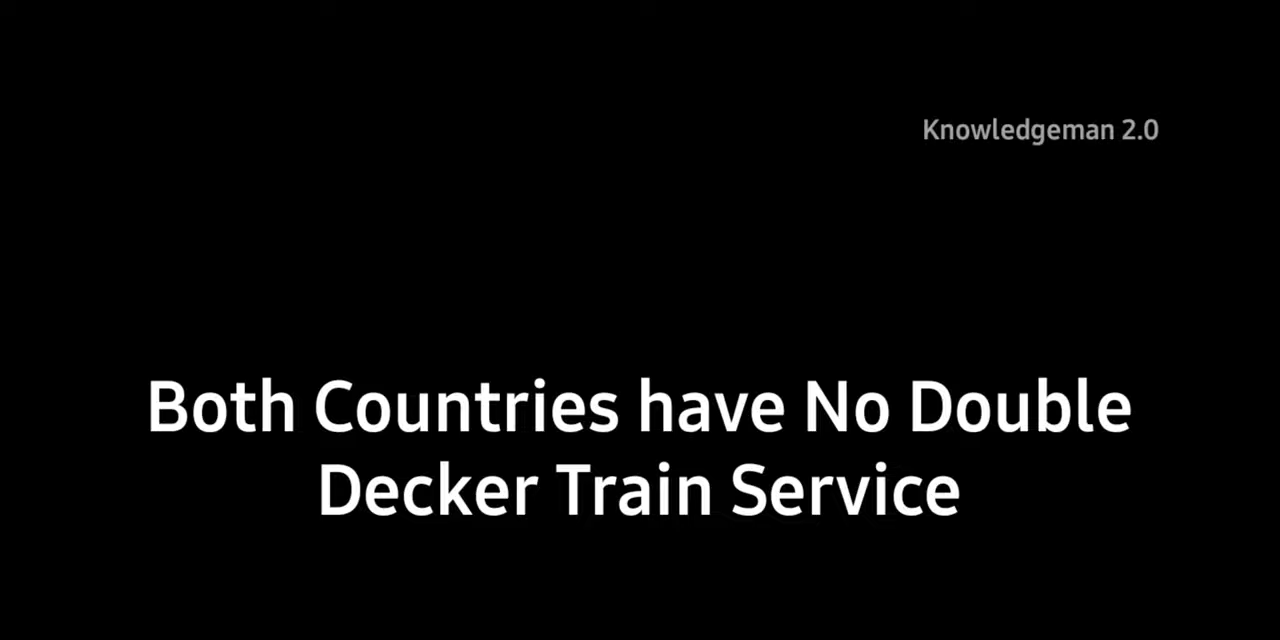 Knowledgeman 2.0
Both Countries have No Double
Decker Train Service